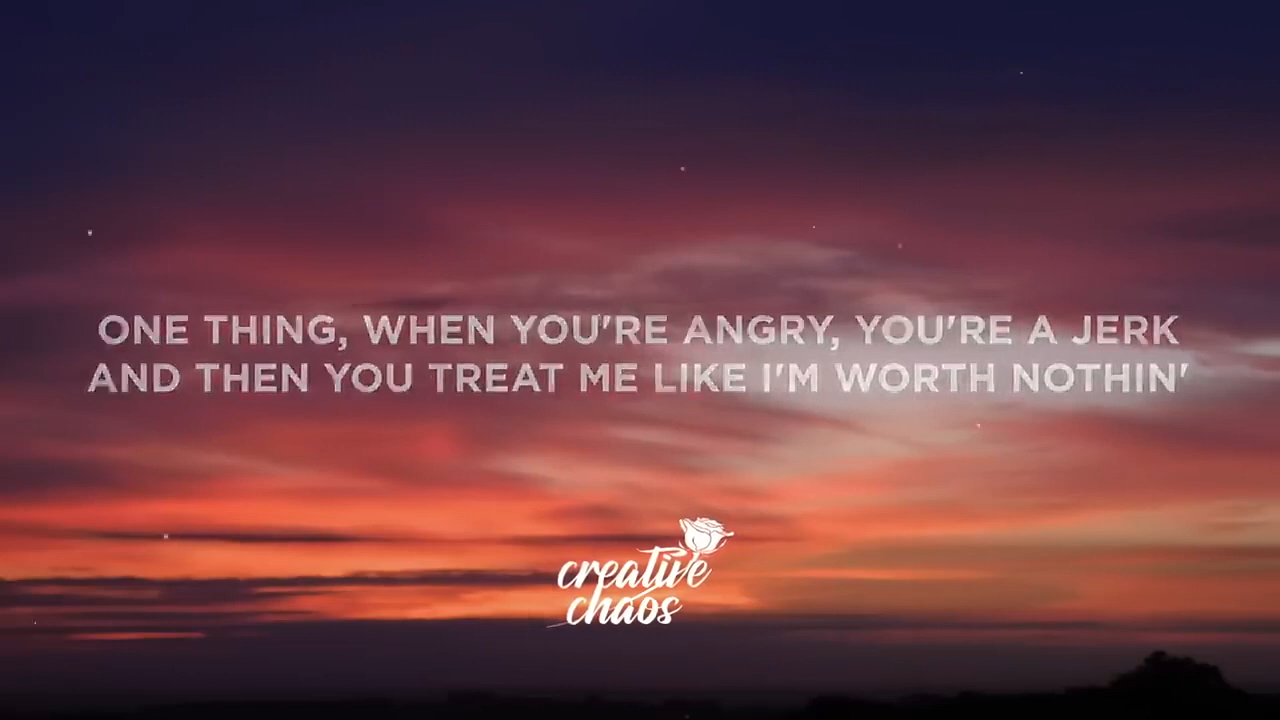 ONE THING, WHEN YOU'RE ANGRY, YOU'RE A JERK
AND THEN YOU TREAT ME LIKE I'M WORTH NOTHIN'
creative
chaos